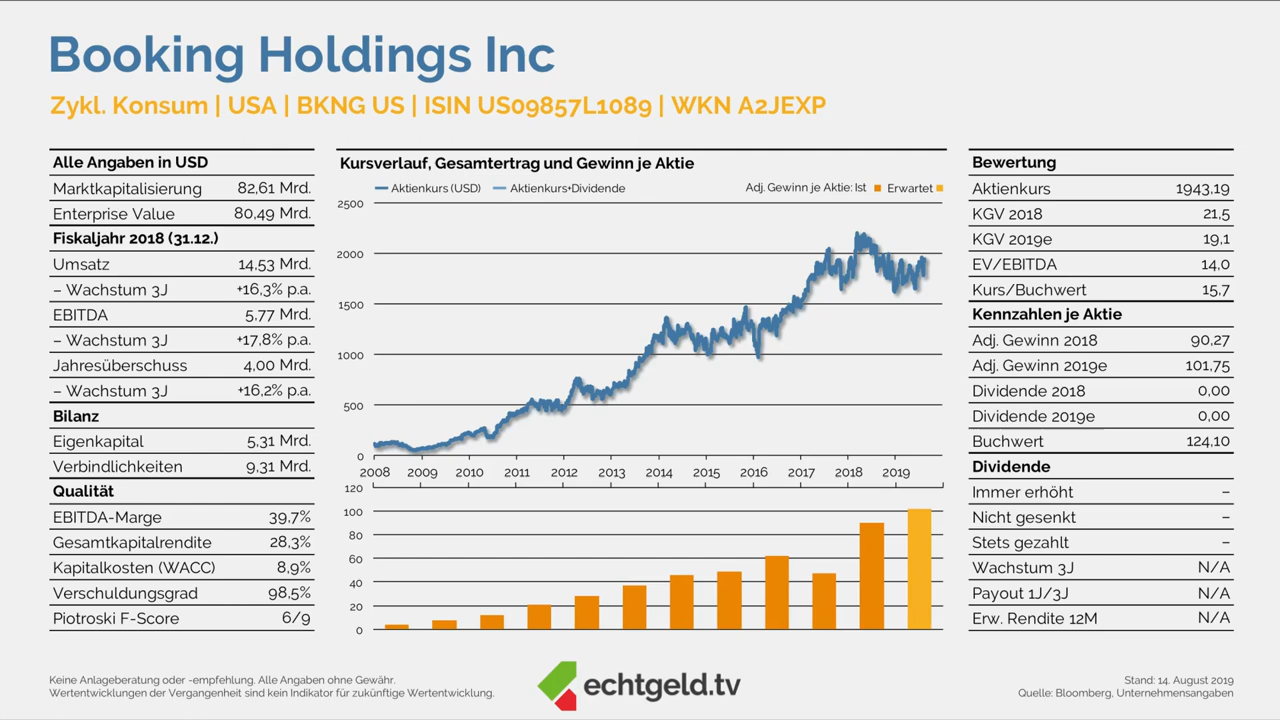 Booking Holdings Inc
Zykl. Konsum | USA | BKNG US | ISIN US09857L1089 | WKN A2JEXP
Alle Angaben in USD
Marktkapitalisierung 82,61 Mrd.
Enterprise Value 80,49 Mrd.
Fiskaljahr 2018 (31.12.)
Umsatz 14,53 Mrd.
– Wachstum 3J +16,3% p.a.
EBITDA 5,77 Mrd.
– Wachstum 3J +17,8% p.a.
Jahresüberschuss 4,00 Mrd.
– Wachstum 3J +16,2% p.a.
Bilanz
Eigenkapital 5,31 Mrd.
Verbindlichkeiten 9,31 Mrd.
Qualität
EBITDA-Marge 39,7%
Gesamtkapitalrendite 28,3%
Kapitalkosten (WACC) 8,9%
Verschuldungsgrad 98,5%
Piotroski F-Score 6/9
Kursverlauf, Gesamtertrag und Gewinn je Aktie
Aktienkurs (USD) Aktienkurs+Dividende Adj. Gewinn je Aktie: Ist Erwartet
2500
2000
1500
1000
500
0
2008 2009 2010 2011 2012 2013 2014 2015 2016 2017 2018 2019
120
100
80
60
40
20
0
Bewertung
Aktienkurs 1943,19
KGV 2018 21,5
KGV 2019e 19,1
EV/EBITDA 14,0
Kurs/Buchwert 15,7
Kennzahlen je Aktie
Adj. Gewinn 2018 90,27
Adj. Gewinn 2019e 101,75
Dividende 2018 0,00
Dividende 2019e 0,00
Buchwert 124,10
Dividende
Immer erhöht –
Nicht gesenkt –
Stets gezahlt –
Wachstum 3J N/A
Payout 1J/3J N/A
Erw. Rendite 12M N/A
Keine Anlageberatung oder -empfehlung. Alle Angaben ohne Gewähr.
Wertentwicklungen der Vergangenheit sind kein Indikator für zukünftige Wertentwicklung.
echtgeld.tv
Stand: 14. August 2019
Quelle: Bloomberg, Unternehmensangaben